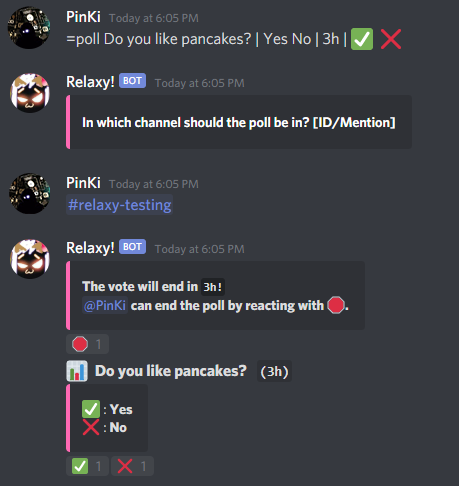 PinKi Today at 6:05 PM
=poll Do you like pancakes? | Yes No | 3h | ✅ ❌
Relaxy! BOT Today at 6:05 PM
In which channel should the poll be in? [ID/Mention]
PinKi Today at 6:05 PM
#relaxy-testing
Relaxy! BOT Today at 6:05 PM
The vote will end in 3h!
@PinKi can end the poll by reacting with 🛑.
🛑 1
📊 Do you like pancakes? (3h)
✅ : Yes
❌ : No
✅ 1 ❌ 1